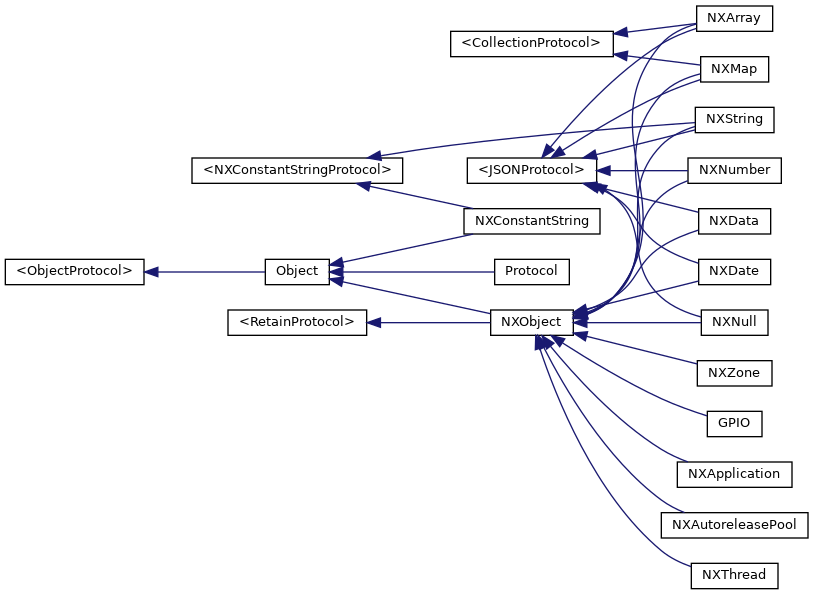 NXArray
<CollectionProtocol>
NXMap
NXString
<NXConstantStringProtocol>
<JSONProtocol>
NXNumber
NXConstantString
NXData
<ObjectProtocol>
Object
Protocol
NXDate
<RetainProtocol>
NXObject
NXNull
NXZone
GPIO
NXApplication
NXAutoreleasePool
NXThread